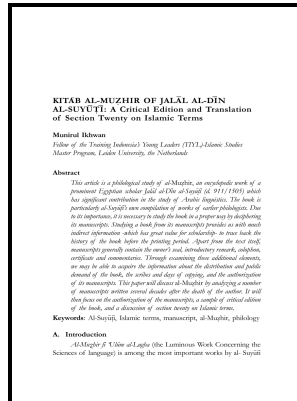 KITĀB AL-MUZHIR OF JALĀL AL-DĪN
AL-SUYŪṬĪ: A Critical Edition and Translation
of Section Twenty on Islamic Terms
Munirul Ikhwan
Fellow of the Training Indonesia's Young Leaders (TIYL)-Islamic Studies
Master Program, Leiden University, the Netherlands
Abstract
This article is a philological study of al-Muzhir, an encyclopedic work of a
prominent Egyptian scholar Jalāl al-Dīn al-Suyūṭī (d. 911/1505) which
has significant contribution in the study of Arabic linguistics. The book is
particularly al-Suyūṭī's own compilation of works of earlier philologists. Due
to its importance, it is necessary to study the book in a proper way by deciphering
its manuscripts. Studying a book from its manuscripts provides us with much
indirect information -which has great value for scholarship- to trace back the
history of the book before the printing period. Apart from the text itself,
manuscripts generally contain the owner's seal, introductory remark, colophon,
certificate and commentaries. Through examining these additional elements,
we may be able to acquire the information about the distribution and public
demand of the book, the scribes and days of copying, and the authorization
of its manuscripts. This paper will discuss al-Muzhir by analyzing a number
of manuscripts written several decades after the death of the author. It will
then focus on the authorization of the manuscripts, a sample of critical edition
of the book, and a discussion of section twenty on Islamic terms.
Keywords: Al-Suyūṭī, Islamic terms, manuscript, al-Muzhir, philology
A. Introduction
Al-Muzhir fī 'Ulūm al-Lugha (the Luminous Work Concerning the
Sciences of language) is among the most important works by al- Suyūṭī